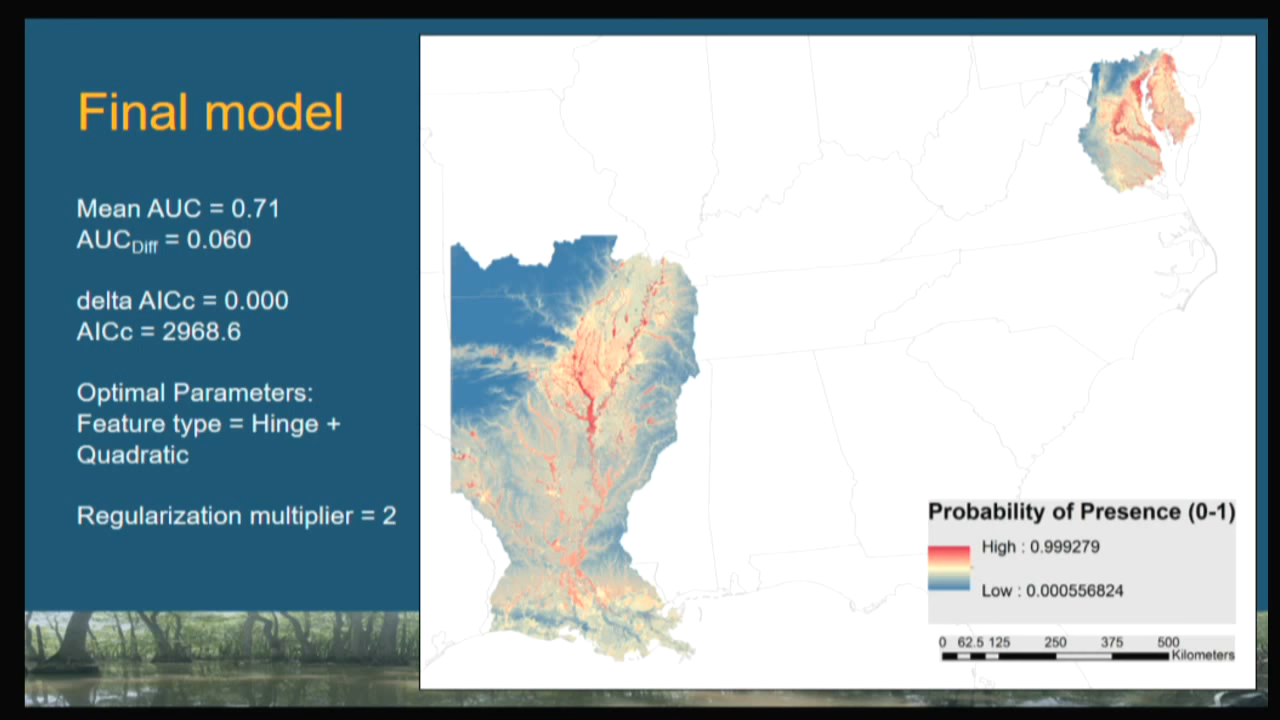 Final model
Mean AUC = 0.71
AUCDiff = 0.060
delta AICc = 0.000
AICc = 2968.6
Optimal Parameters:
Feature type = Hinge +
Quadratic
Regularization multiplier = 2
Probability of Presence (0-1)
High : 0.999279
Low : 0.000556824
0 62.5 125 250 375 500
Kilometers